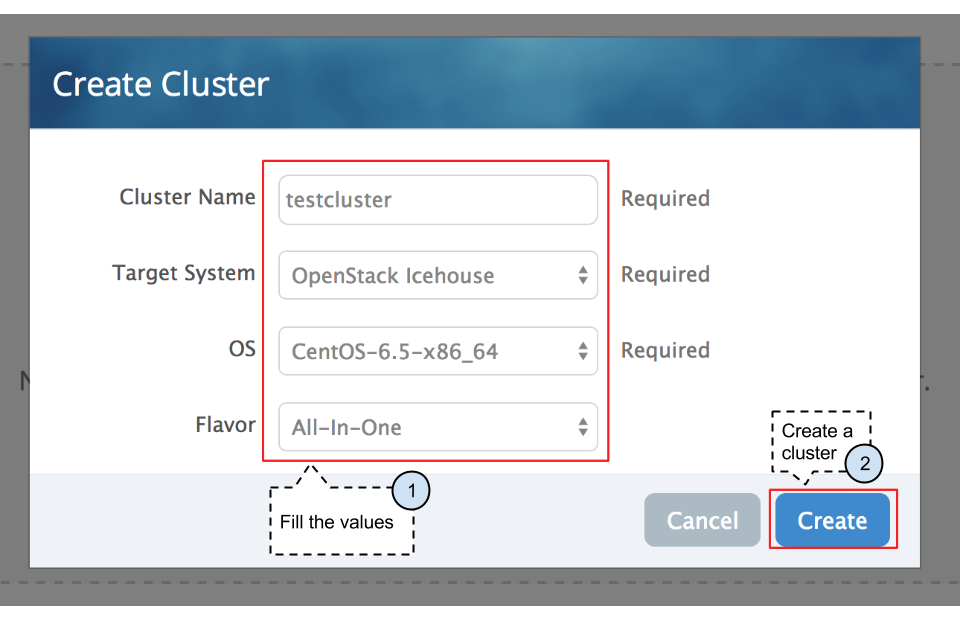 Create Cluster
Cluster Name testcluster Required
Target System OpenStack Icehouse Required
OS CentOS-6.5-x86_64 Required
Flavor All-In-One
Create a
cluster
2
1
Fill the values
Cancel Create